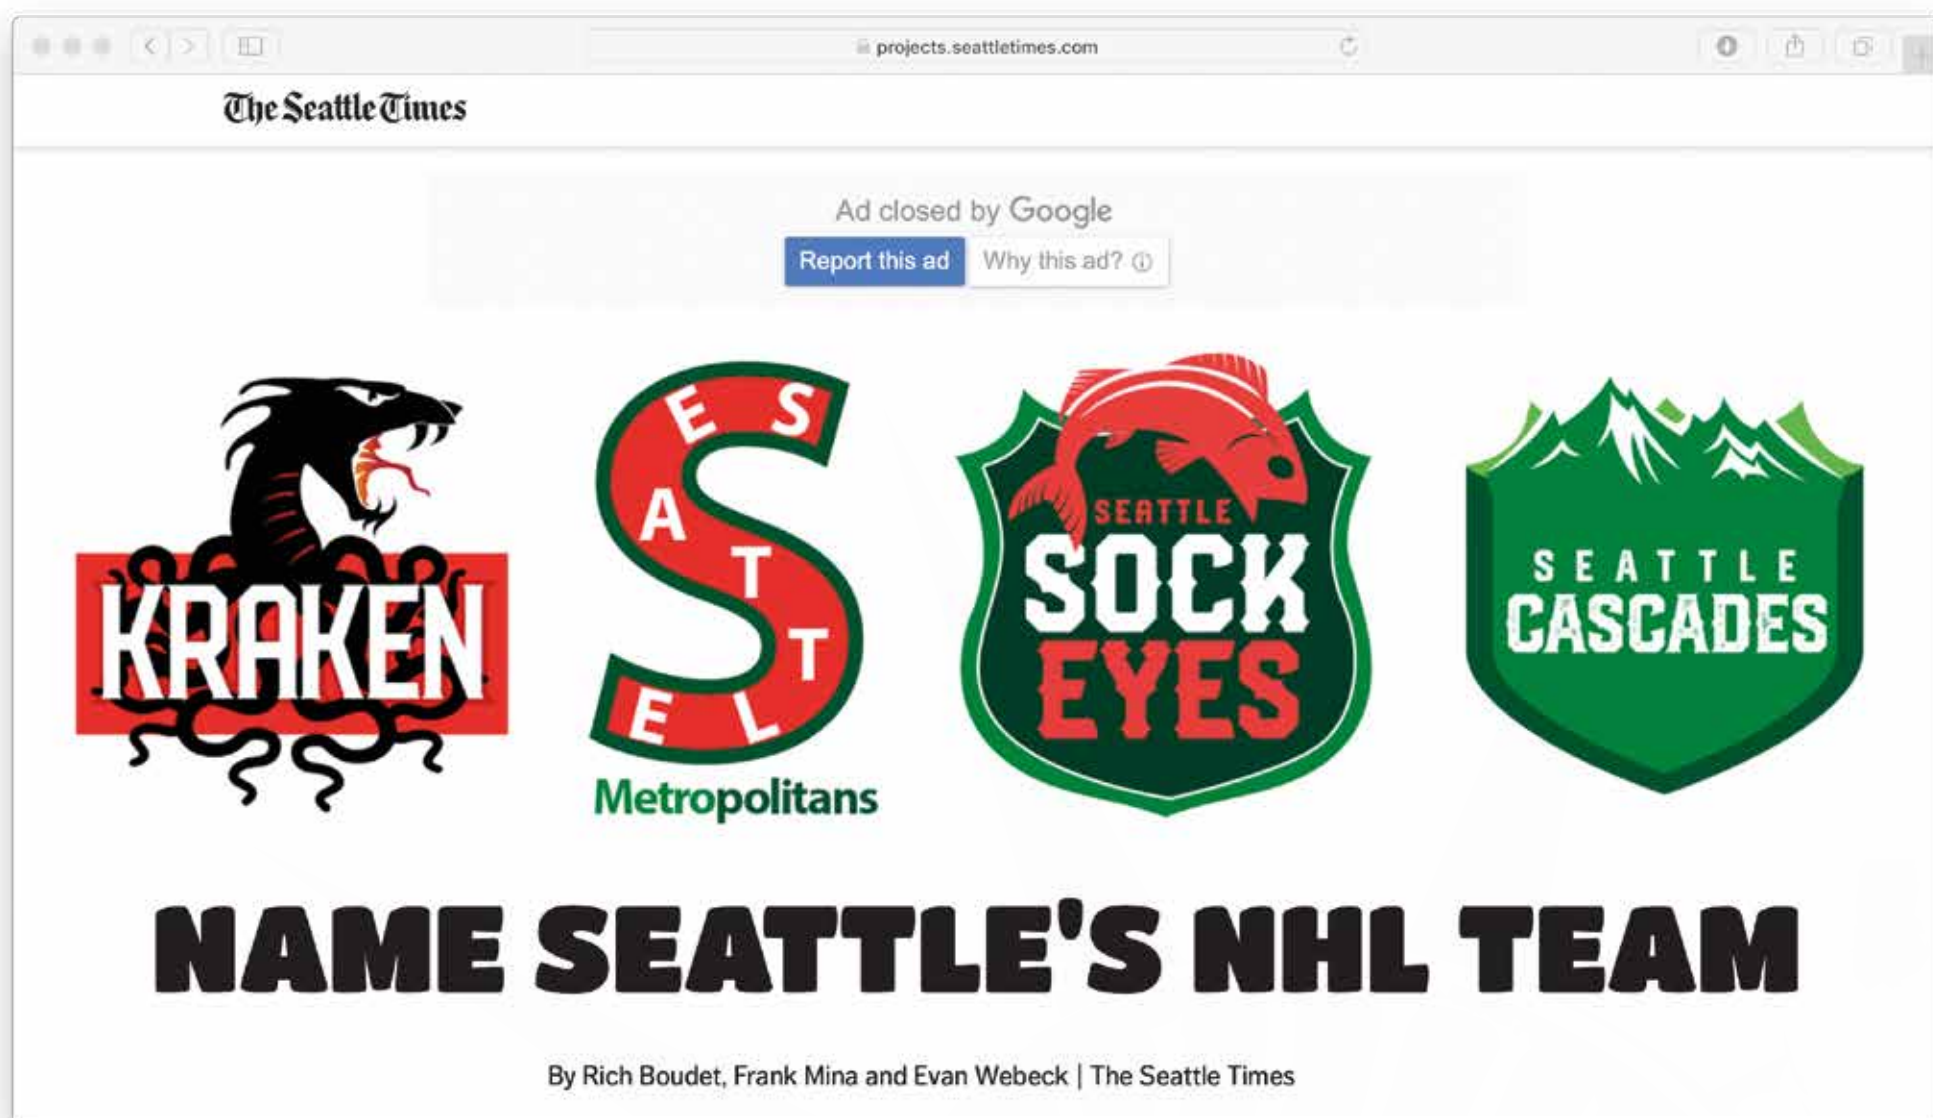 projects.seattletimes.com
The Seattle Times
Ad closed by Google
Report this ad
Why this ad?
KRAKEN
SEATTLES
Metropolitans
SEATTLE
SOCK
EYES
SEATTLE
CASCADES
NAME SEATTLE'S NHL TEAM
By Rich Boudet, Frank Mina and Evan Webeck | The Seattle Times